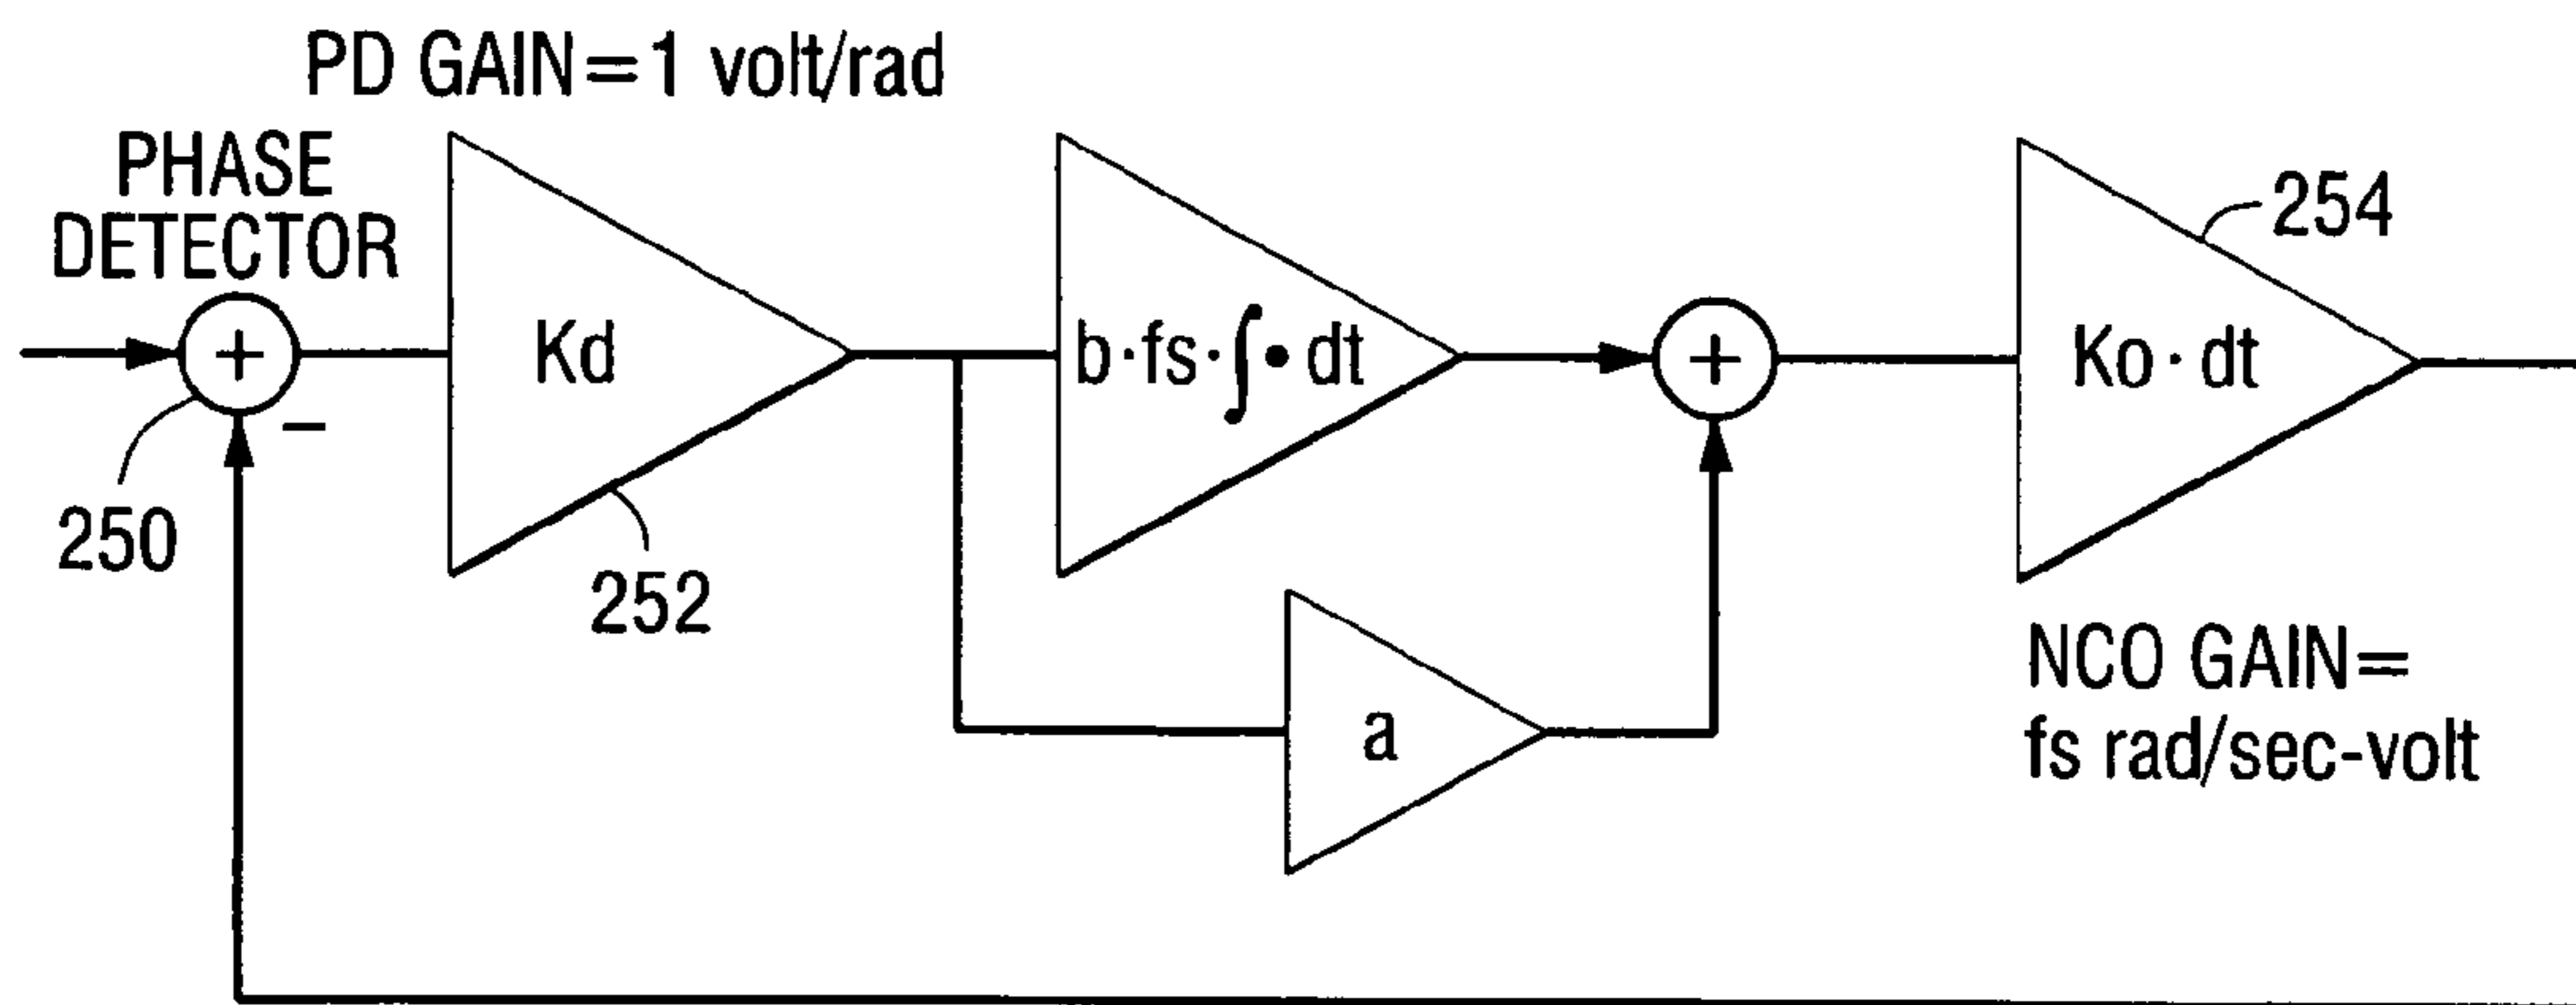 PD GAIN=1 volt/rad
PHASE
DETECTOR
+
−
250
Kd
252
b·fs·∫• dt
a
+
Ko· dt
254
NCO GAIN=
fs rad/sec-volt